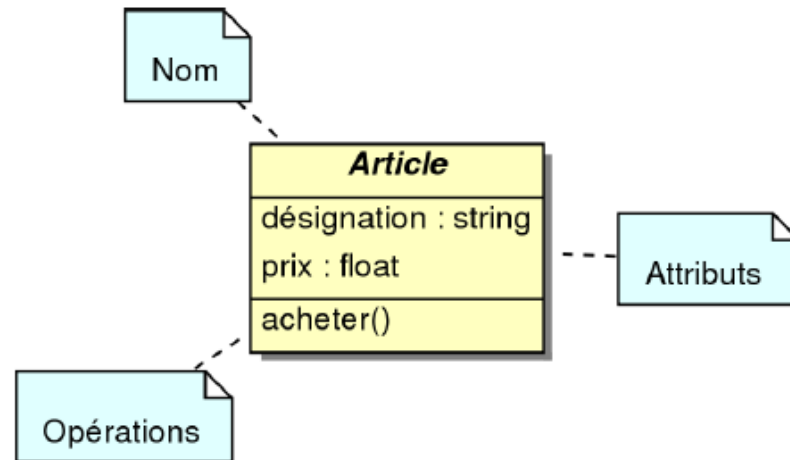 Nom
Article
désignation : string
prix : float
Attributs
acheter()
Opérations